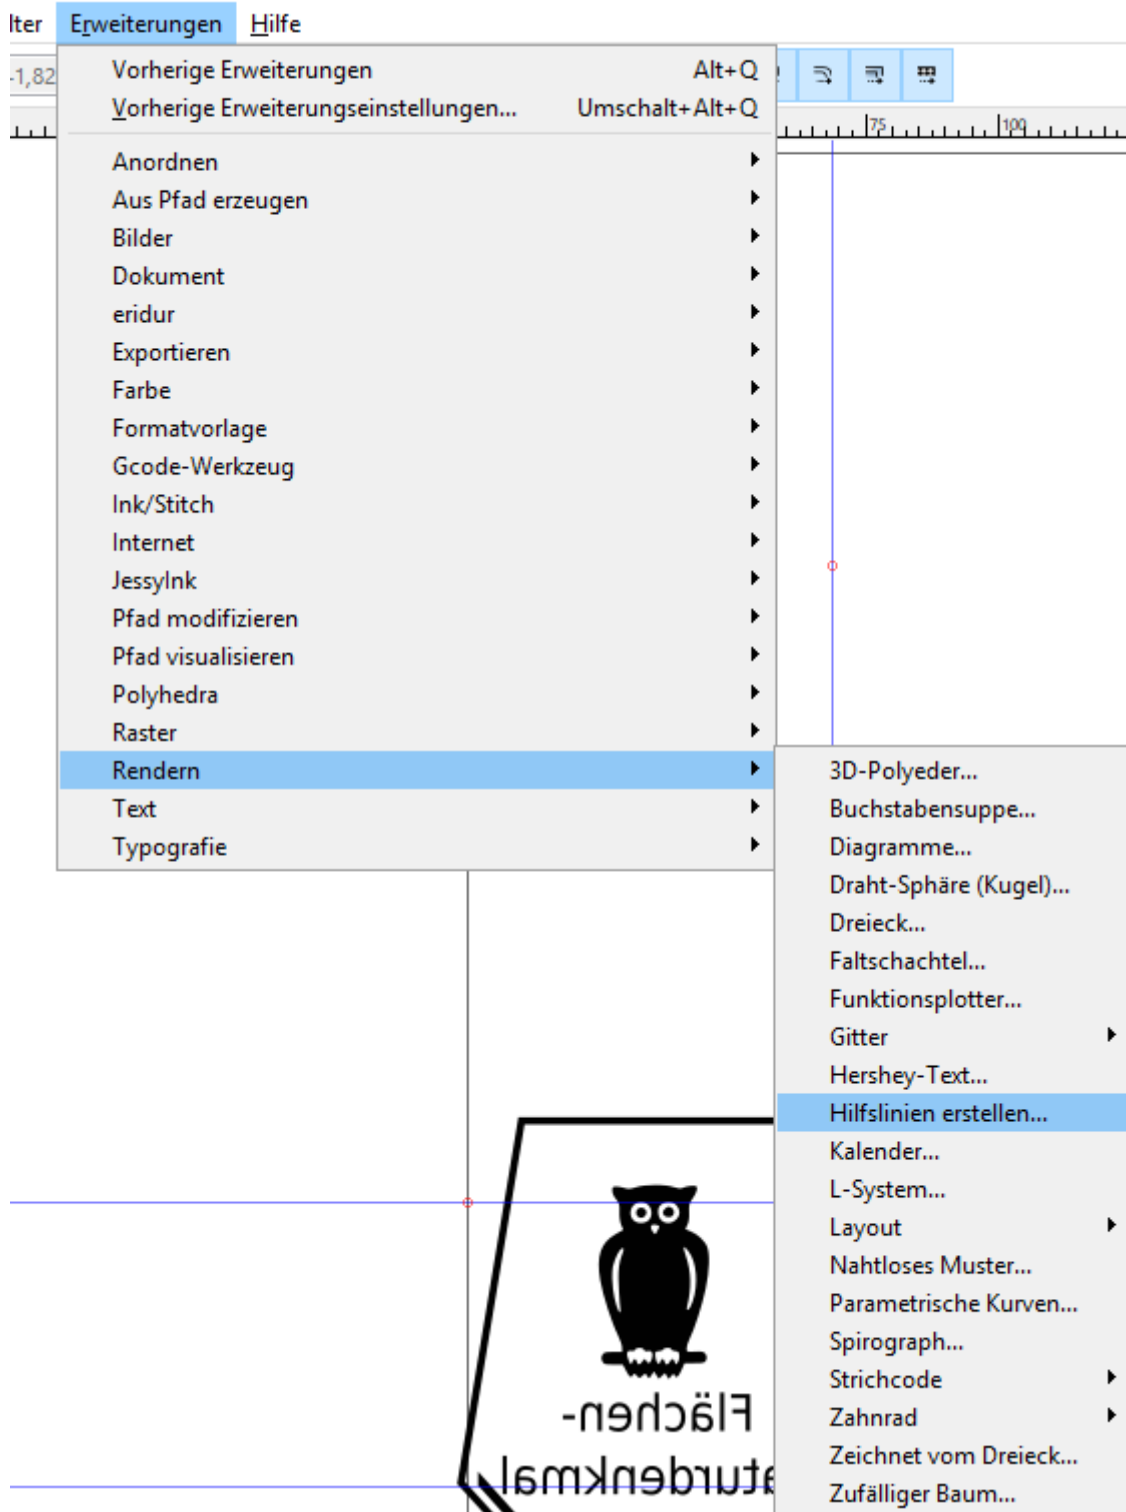 lter Erweiterungen Hilfe
-1,82
Vorherige Erweiterungen Alt+Q
Vorherige Erweiterungseinstellungen... Umschalt+Alt+Q
75 100
Anordnen
Aus Pfad erzeugen
Bilder
Dokument
eridur
Exportieren
Farbe
Formatvorlage
Gcode-Werkzeug
Ink/Stitch
Internet
JessyInk
Pfad modifizieren
Pfad visualisieren
Polyhedra
Raster
Rendern
Text
Typografie
3D-Polyeder...
Buchstabensuppe...
Diagramme...
Draht-Sphäre (Kugel)...
Dreieck...
Faltschachtel...
Funktionsplotter...
Gitter
Hershey-Text...
Hilfslinien erstellen...
Kalender...
L-System...
Layout
Nahtloses Muster...
Parametrische Kurven...
Spirograph...
Strichcode
Zahnrad
Zeichnet vom Dreieck...
Zufälliger Baum...
Flächen-
aturdenkmal